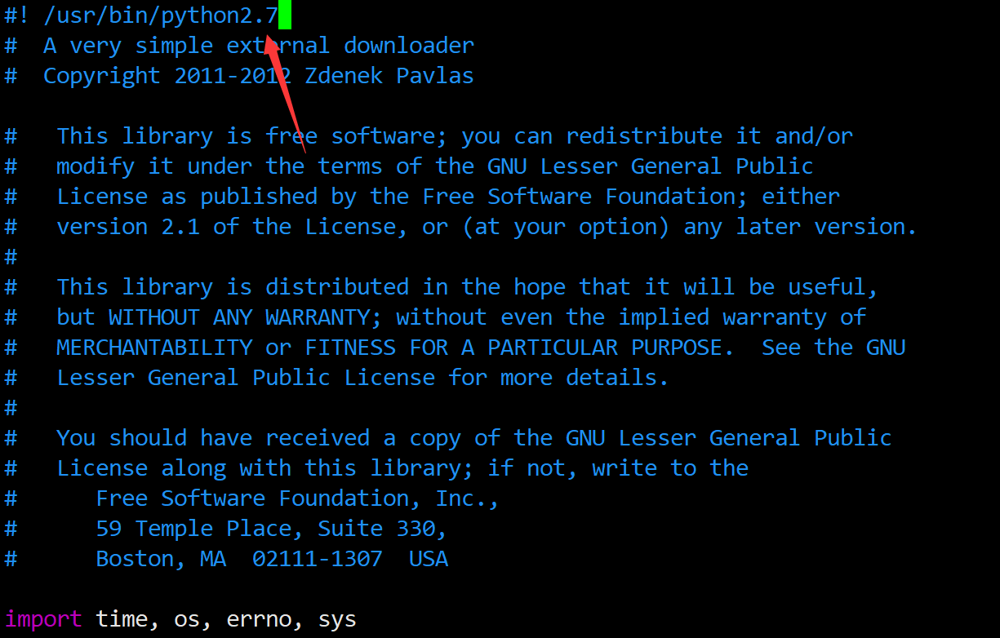 #! /usr/bin/python2.7
#  A very simple external downloader
#  Copyright 2011-2012 Zdenek Pavlas
#   This library is free software; you can redistribute it and/or
#   modify it under the terms of the GNU Lesser General Public
#   License as published by the Free Software Foundation; either
#   version 2.1 of the License, or (at your option) any later version.
#
#   This library is distributed in the hope that it will be useful,
#   but WITHOUT ANY WARRANTY; without even the implied warranty of
#   MERCHANTABILITY or FITNESS FOR A PARTICULAR PURPOSE.  See the GNU
#   Lesser General Public License for more details.
#
#   You should have received a copy of the GNU Lesser General Public
#   License along with this library; if not, write to the
#      Free Software Foundation, Inc.,
#      59 Temple Place, Suite 330,
#      Boston, MA  02111-1307  USA
import time, os, errno, sys